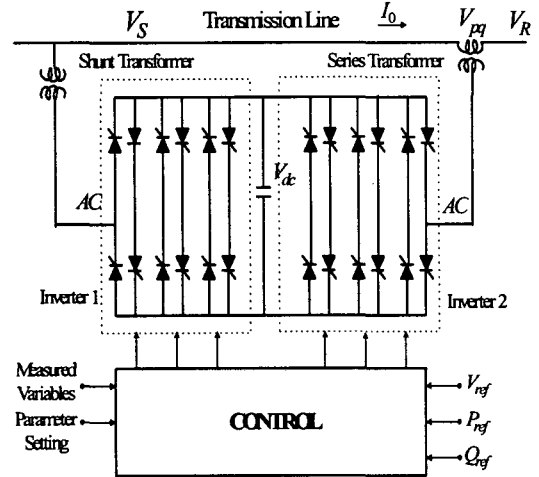 V_S Transmission Line I_0 V_pq V_R
Shunt Transformer Series Transformer
V_dc
AC AC
Inverter 1 Inverter 2
Measured Variables
Parameter Setting
CONTROL
V_ref
P_ref
Q_ref